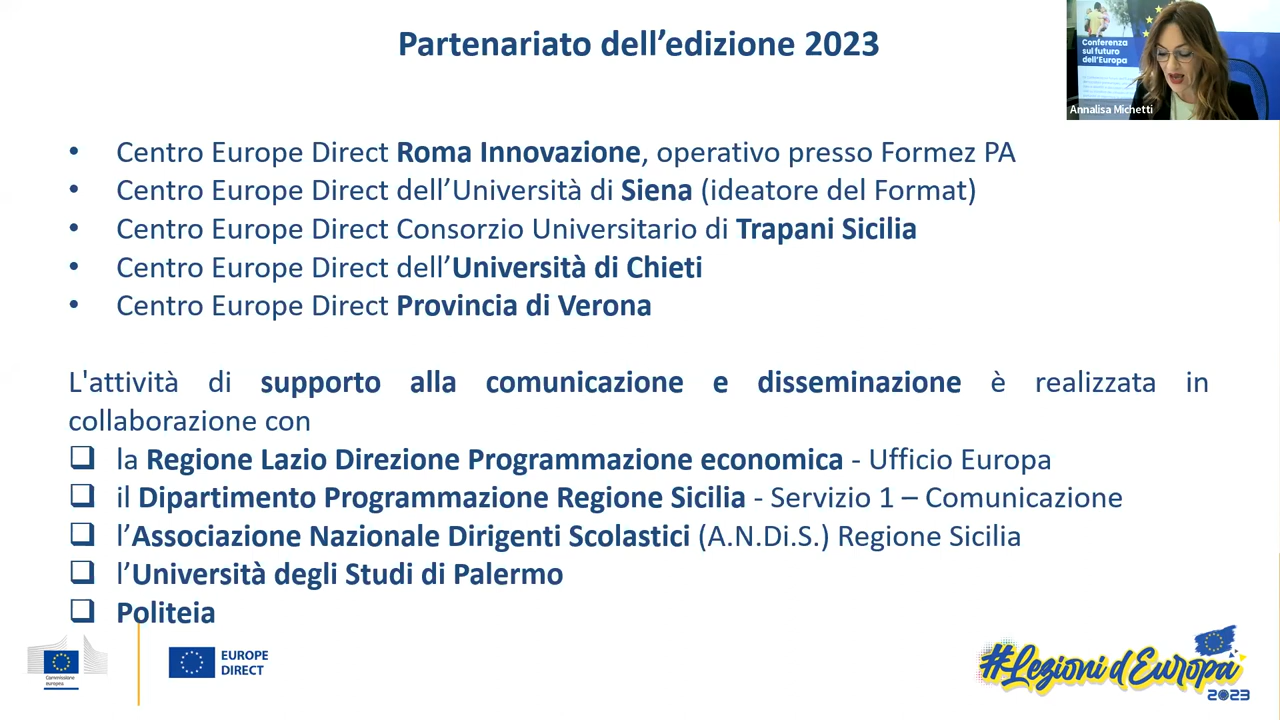 Partenariato dell’edizione 2023
Conferenza
sul futuro
dell'Europa
Annalisa Michetti
• Centro Europe Direct Roma Innovazione, operativo presso Formez PA
• Centro Europe Direct dell’Università di Siena (ideatore del Format)
• Centro Europe Direct Consorzio Universitario di Trapani Sicilia
• Centro Europe Direct dell’Università di Chieti
• Centro Europe Direct Provincia di Verona
L'attività di supporto alla comunicazione e disseminazione è realizzata in
collaborazione con
❑ la Regione Lazio Direzione Programmazione economica - Ufficio Europa
❑ il Dipartimento Programmazione Regione Sicilia - Servizio 1 – Comunicazione
❑ l’Associazione Nazionale Dirigenti Scolastici (A.N.Di.S.) Regione Sicilia
❑ l’Università degli Studi di Palermo
❑ Politeia
Commissione
europea
EUROPE
DIRECT
#Lezioni d'Europa
2023